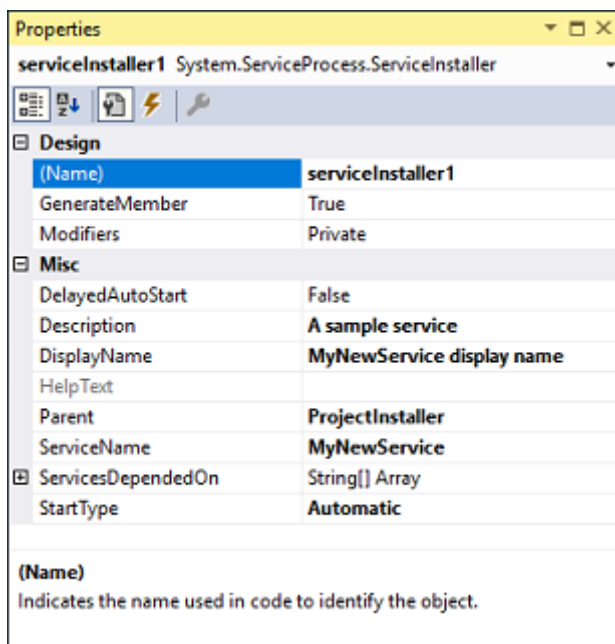 Properties
serviceInstaller1 System.ServiceProcess.ServiceInstaller
Design
(Name) serviceInstaller1
GenerateMember True
Modifiers Private
Misc
DelayedAutoStart False
Description A sample service
DisplayName MyNewService display name
HelpText
Parent ProjectInstaller
ServiceName MyNewService
ServicesDependedOn String[] Array
StartType Automatic
(Name)
Indicates the name used in code to identify the object.